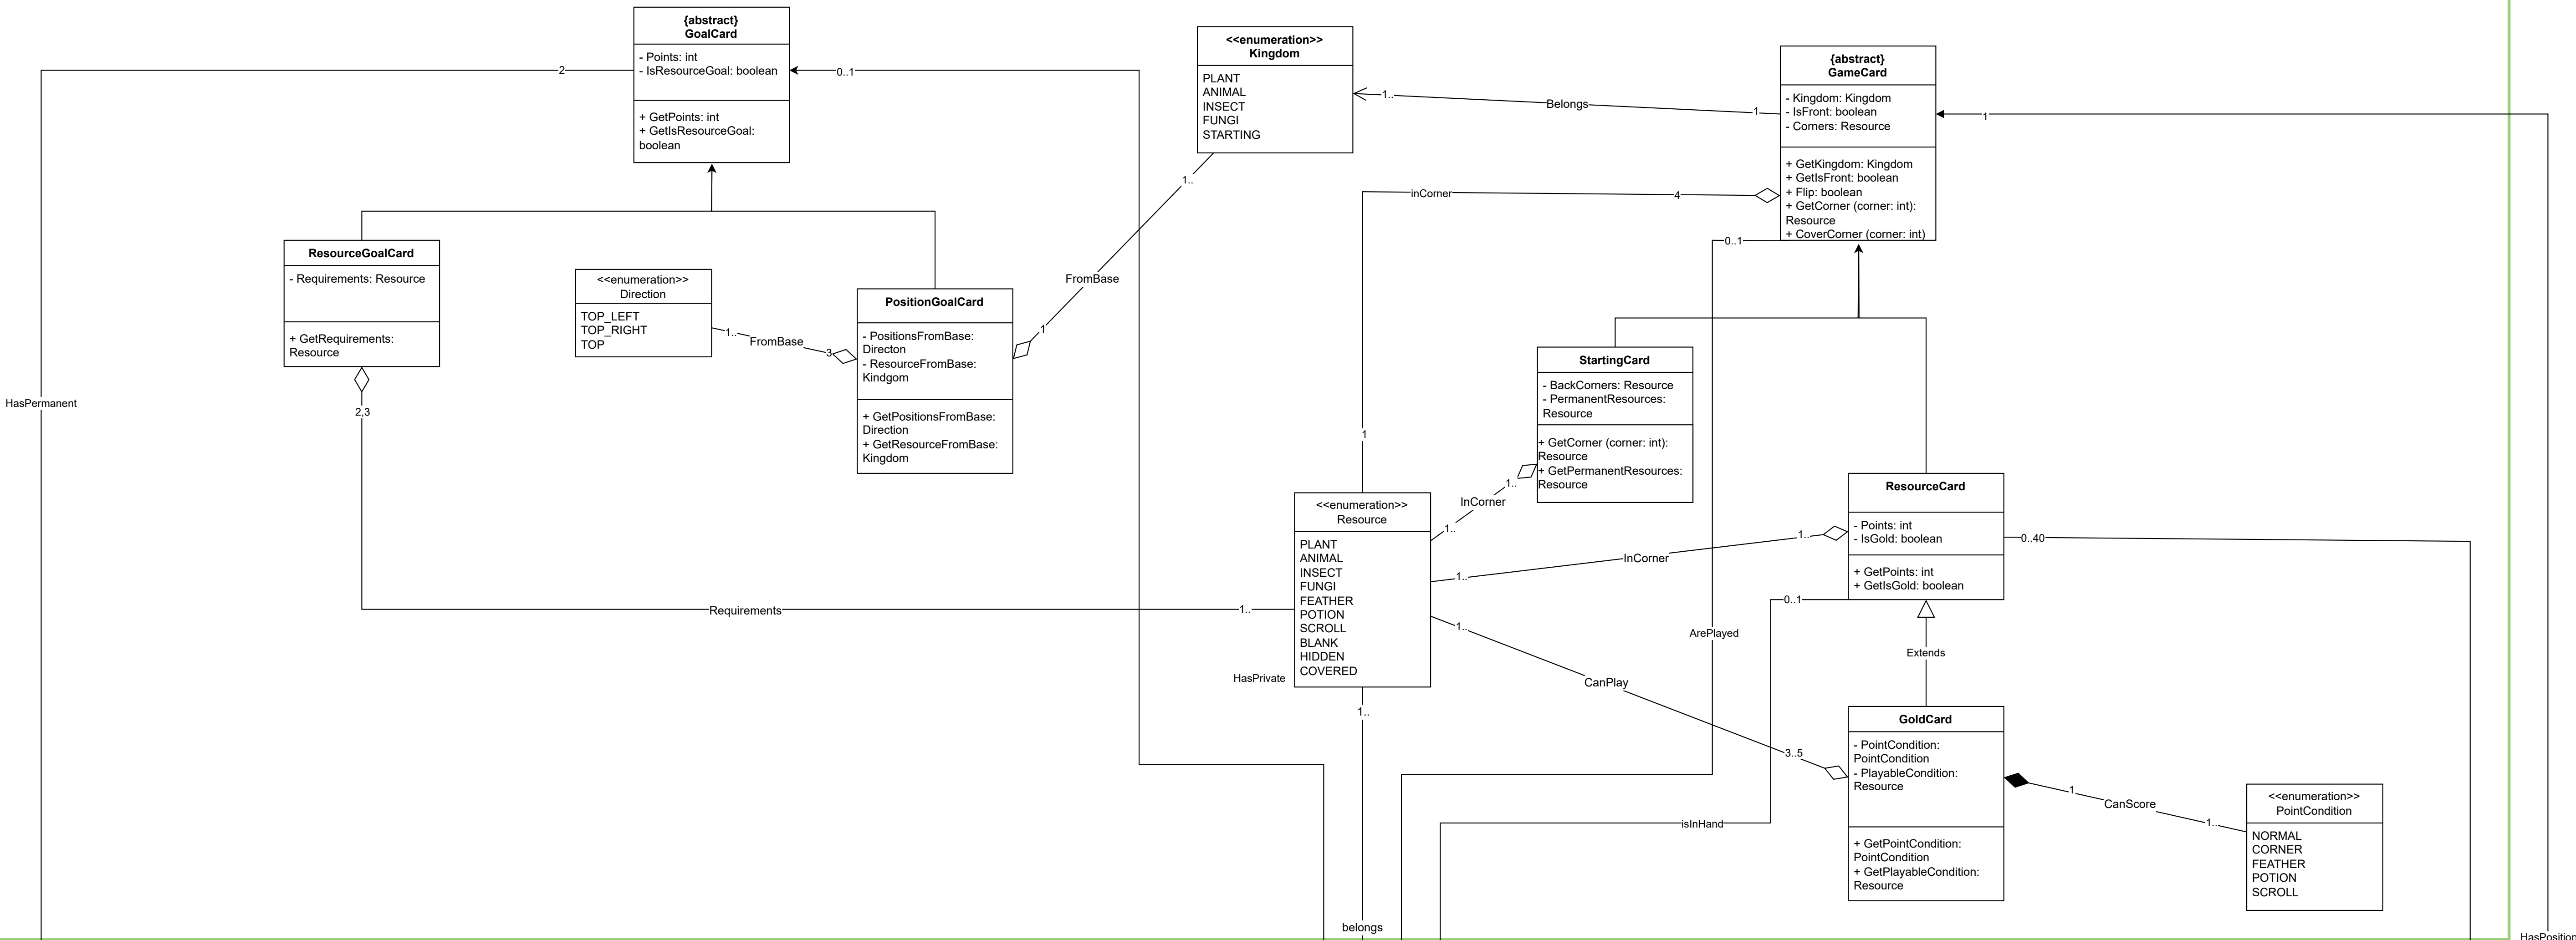 {abstract}
GoalCard
- Points: int
- IsResourceGoal: boolean
+ GetPoints: int
+ GetIsResourceGoal:
boolean
2
0..1
HasPermanent
<<enumeration>>
Kingdom
PLANT
ANIMAL
INSECT
FUNGI
STARTING
1..
Belongs
1
{abstract}
GameCard
- Kingdom: Kingdom
- IsFront: boolean
- Corners: Resource
+ GetKingdom: Kingdom
+ GetIsFront: boolean
+ Flip: boolean
+ GetCorner (corner: int):
Resource
+ CoverCorner (corner: int)
1
1..
FromBase
1
inCorner
4
1
0..1
ResourceGoalCard
- Requirements: Resource
+ GetRequirements:
Resource
2,3
<<enumeration>>
Direction
TOP_LEFT
TOP_RIGHT
TOP
1..
FromBase
3
PositionGoalCard
- PositionsFromBase:
Directon
- ResourceFromBase:
Kindgom
+ GetPositionsFromBase:
Direction
+ GetResourceFromBase:
Kingdom
StartingCard
- BackCorners: Resource
- PermanentResources:
Resource
+ GetCorner (corner: int):
Resource
+ GetPermanentResources:
Resource
1..
InCorner
1..
<<enumeration>>
Resource
PLANT
ANIMAL
INSECT
FUNGI
FEATHER
POTION
SCROLL
BLANK
HIDDEN
COVERED
ResourceCard
- Points: int
- IsGold: boolean
+ GetPoints: int
+ GetIsGold: boolean
0..40
1..
InCorner
1..
Requirements
1..
0..1
ArePlayed
1..
CanPlay
3..5
HasPrivate
1..
Extends
GoldCard
- PointCondition:
PointCondition
- PlayableCondition:
Resource
+ GetPointCondition:
PointCondition
+ GetPlayableCondition:
Resource
1
CanScore
1..
<<enumeration>>
PointCondition
NORMAL
CORNER
FEATHER
POTION
SCROLL
isInHand
belongs
HasPosition